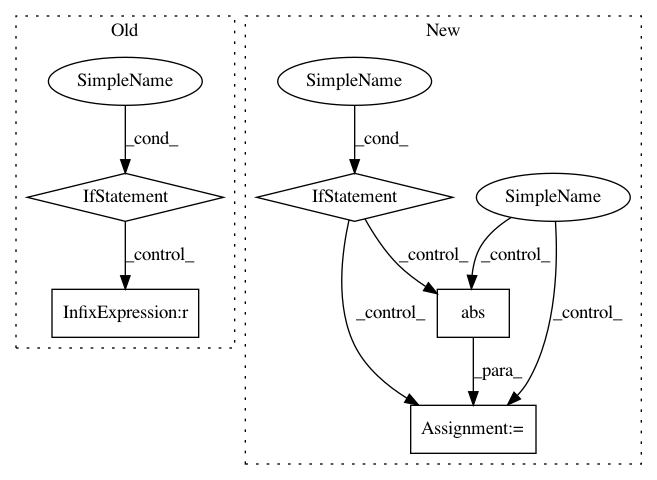 Old
SimpleName
_cond_
IfStatement
_control_
InfixExpression:r
New
SimpleName
_cond_
IfStatement
SimpleName
_control_
_control_
_control_
_control_
abs
_para_
Assignment:=